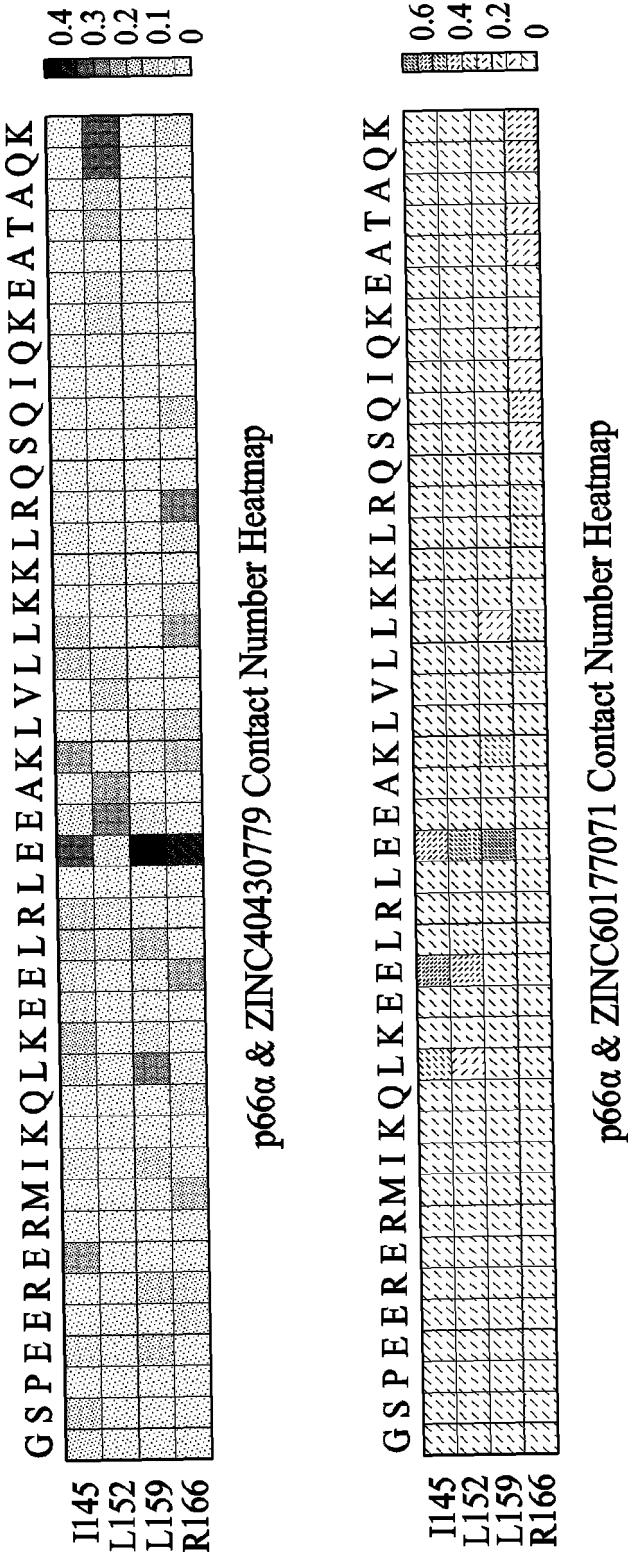 G S P E E R E R M I K Q L K E E L R L E E A K L V L L K K L R Q S Q I Q K E A T A Q K
I145
L152
L159
R166
0.4
0.3
0.2
0.1
0
p66α & ZINC40430779 Contact Number Heatmap
G S P E E R E R M I K Q L K E E L R L E E A K L V L L K K L R Q S Q I Q K E A T A Q K
I145
L152
L159
R166
0.6
0.4
0.2
0
p66α & ZINC60177071 Contact Number Heatmap